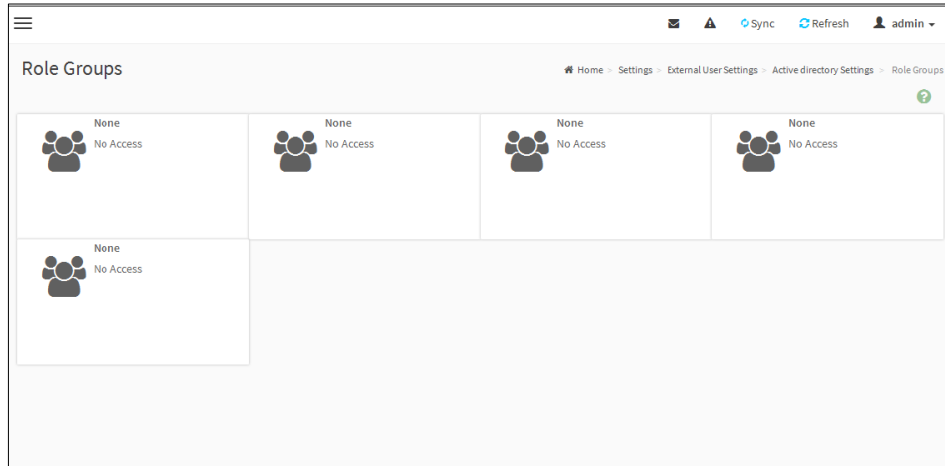 Sync Refresh admin
Role Groups
Home > Settings > External User Settings > Active directory Settings > Role Groups
?
None None None None
No Access No Access No Access No Access
None
No Access